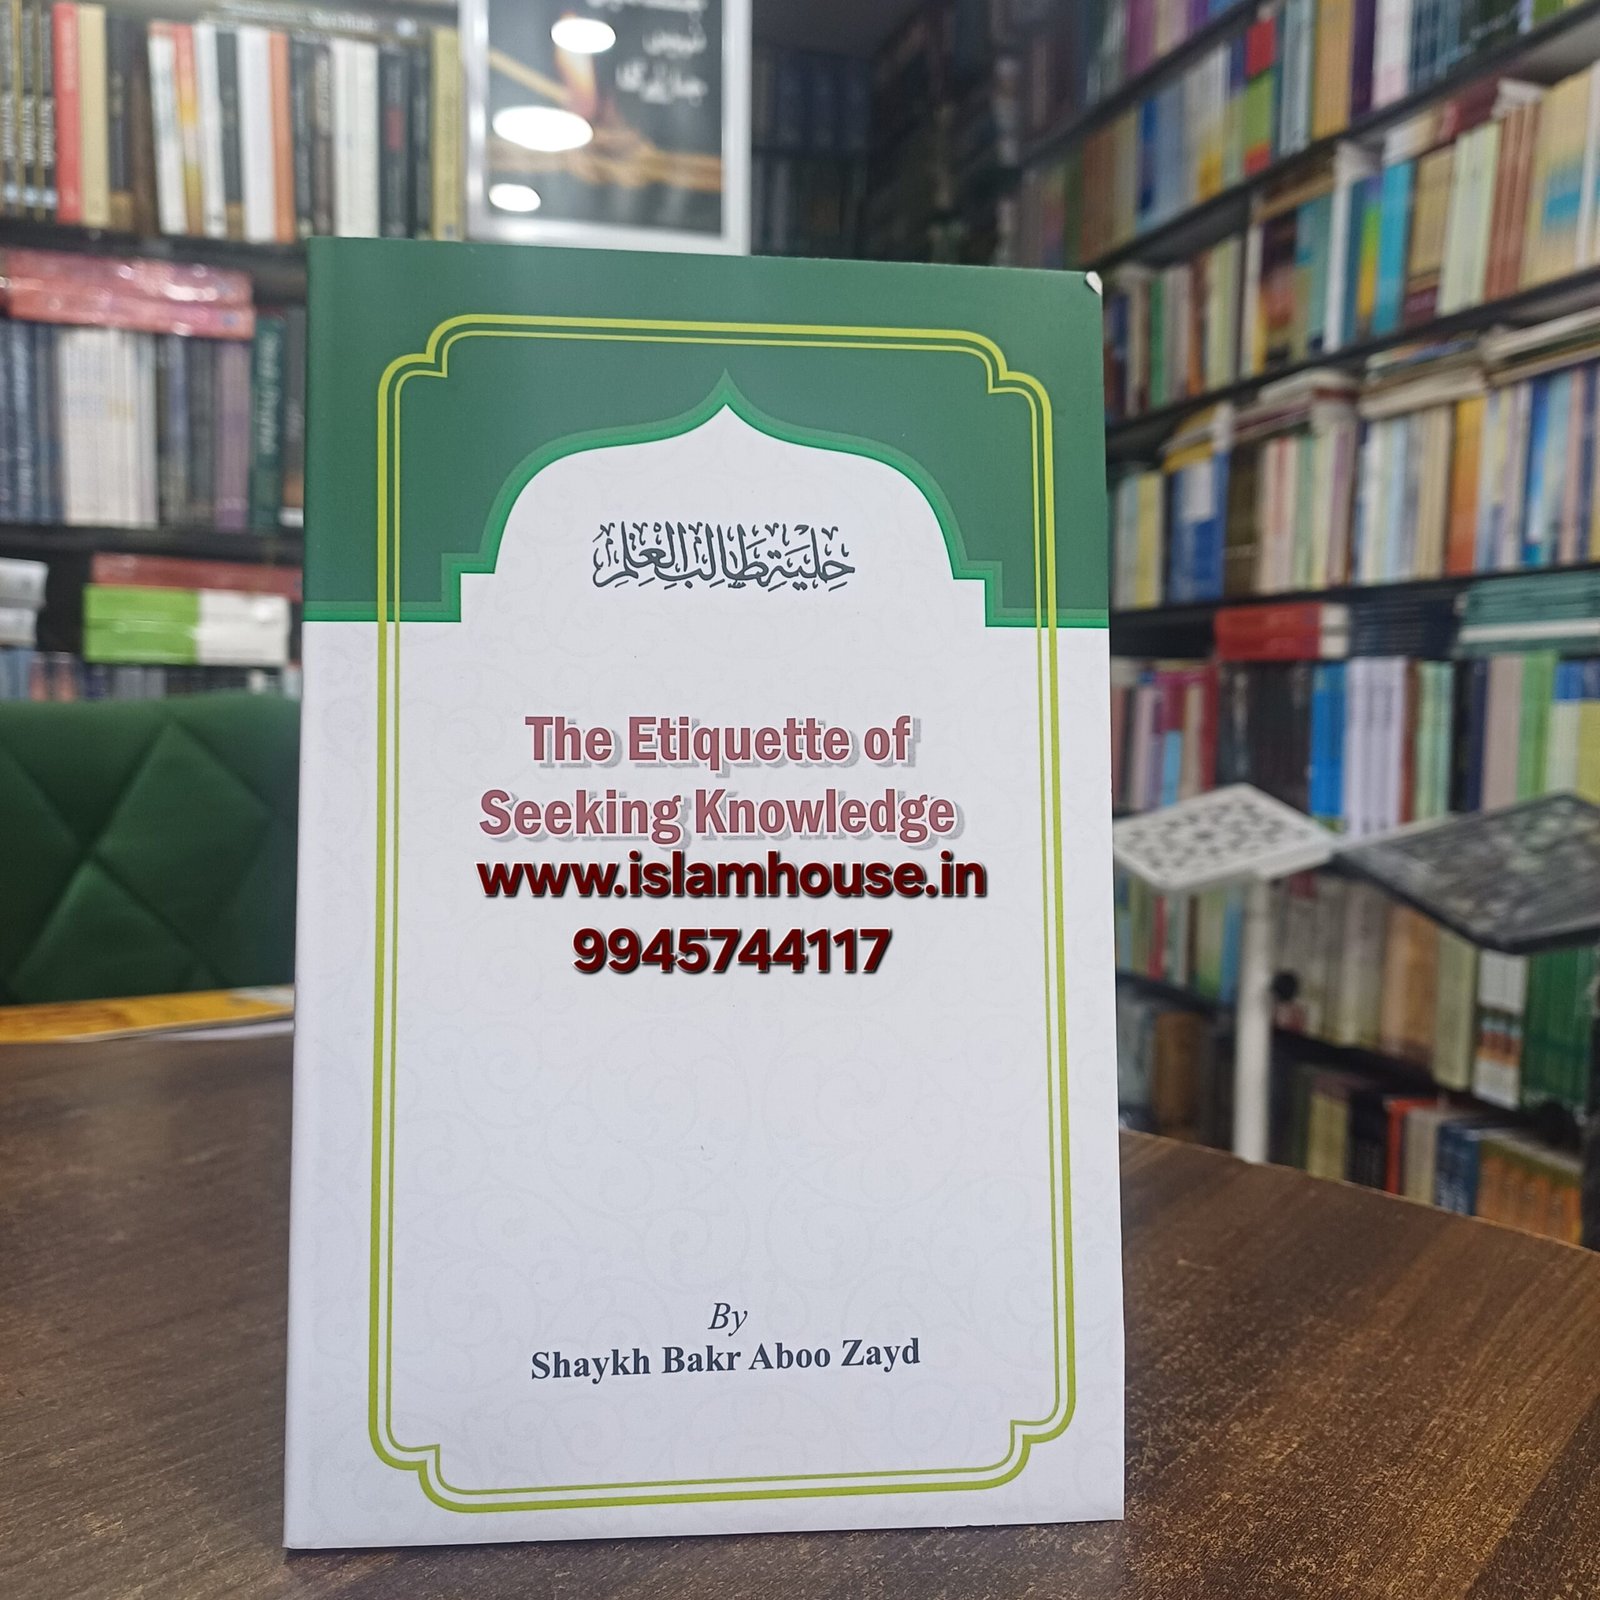 حلية طالب العلم
The Etiquette of
Seeking Knowledge
www.islamhouse.in
9945744117
By
Shaykh Bakr Aboo Zayd